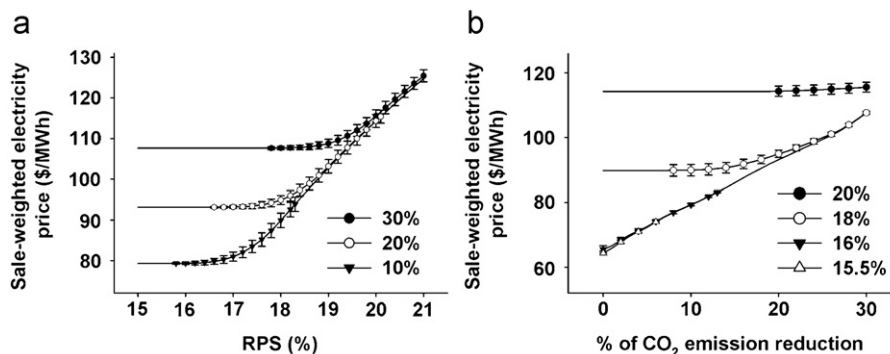 a
Sale-weighted electricity
price ($/MWh)
130
120
110
100
90
80
15 16 17 18 19 20 21
RPS (%)
30%
20%
10%
b
Sale-weighted electricity
price ($/MWh)
120
100
80
60
0 10 20 30
% of CO₂ emission reduction
20%
18%
16%
15.5%